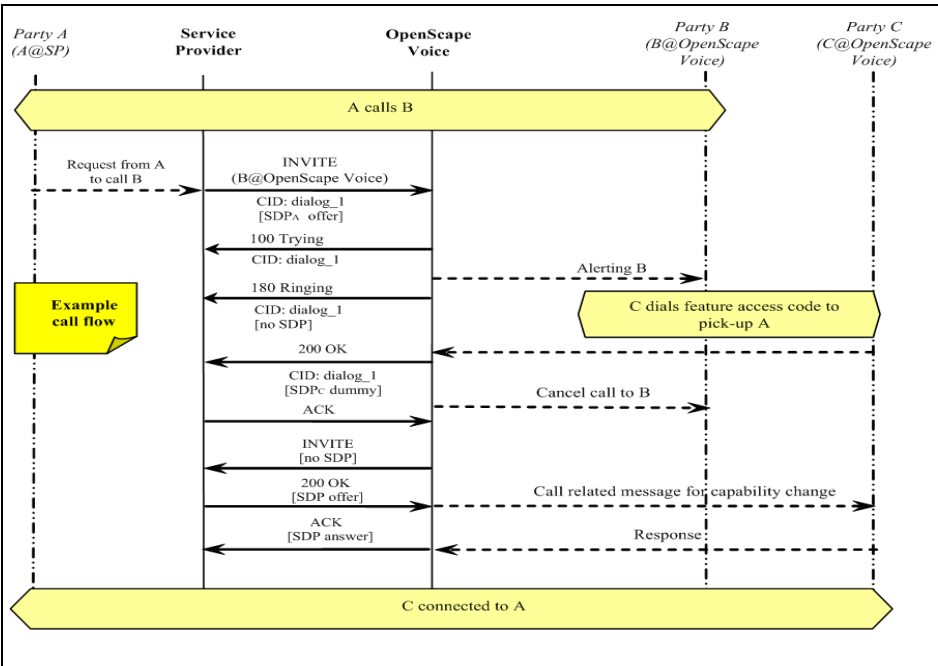 Party A
(A@SP)
Service
Provider
OpenScape
Voice
Party B
(B@OpenScape
Voice)
Party C
(C@OpenScape
Voice)
A calls B
Request from A
to call B
INVITE
(B@OpenScape Voice)
CID: dialog_1
[SDPA offer]
100 Trying
CID: dialog_1
Alerting B
180 Ringing
CID: dialog_1
[no SDP]
Example
call flow
C dials feature access code to
pick-up A
200 OK
CID: dialog_1
[SDPC dummy]
Cancel call to B
ACK
INVITE
[no SDP]
200 OK
[SDP offer]
Call related message for capability change
ACK
[SDP answer]
Response
C connected to A